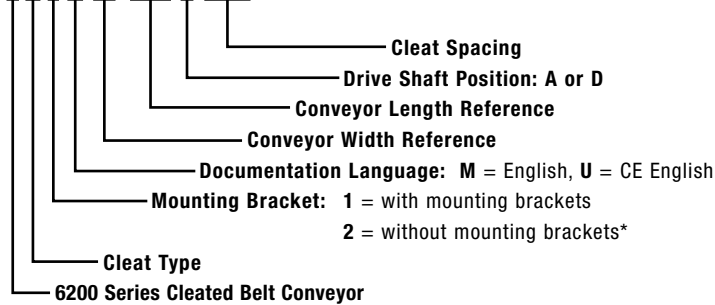 Cleat Spacing
Drive Shaft Position: A or D
Conveyor Length Reference
Conveyor Width Reference
Documentation Language: M = English, U = CE English
Mounting Bracket: 1 = with mounting brackets
2 = without mounting brackets*
Cleat Type
6200 Series Cleated Belt Conveyor